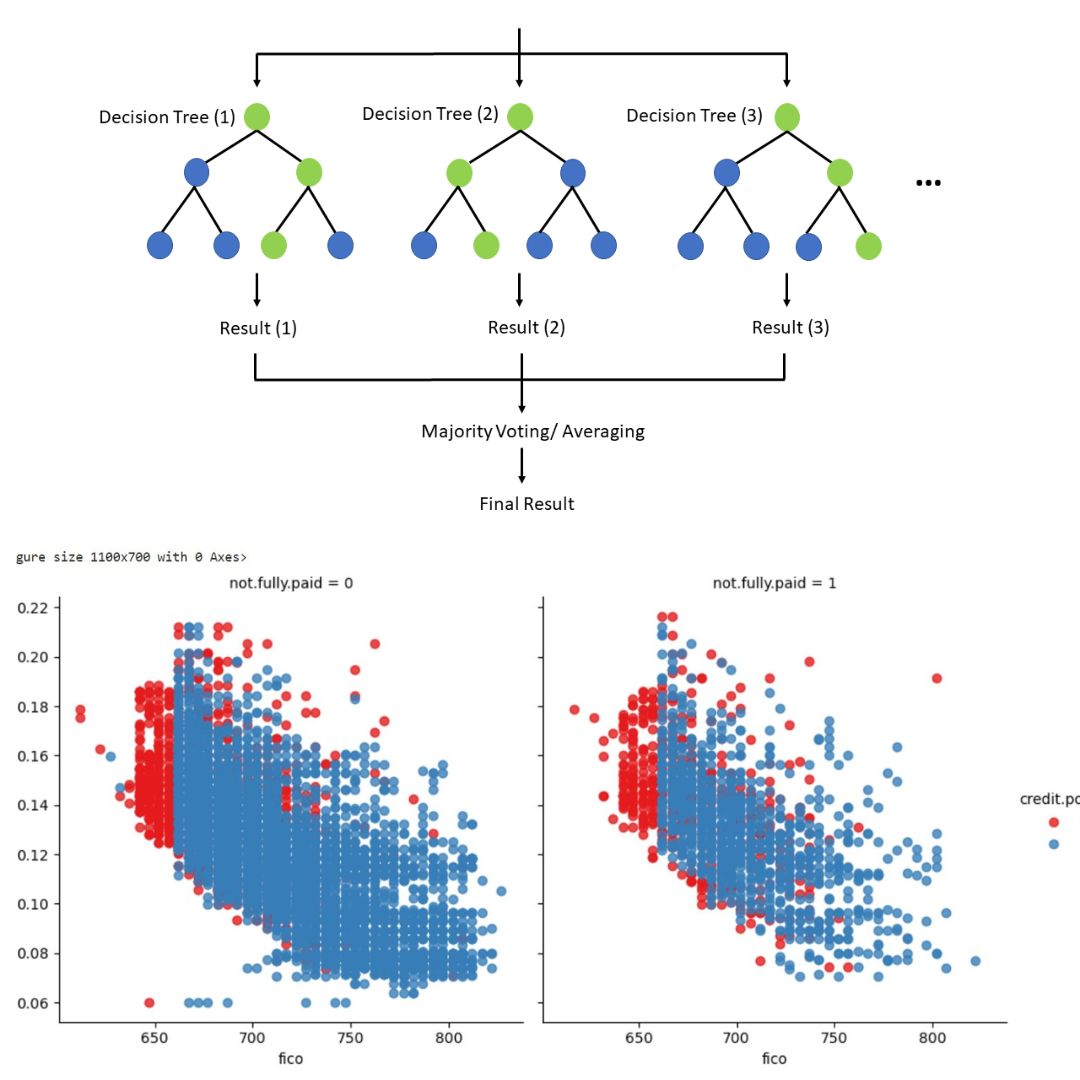 Decision Tree (1)
Decision Tree (2)
Decision Tree (3)
...
Result (1)
Result (2)
Result (3)
Majority Voting/ Averaging
Final Result
gure size 1100x700 with 0 Axes>
not.fully.paid = 0
not.fully.paid = 1
0.22
0.20
0.18
0.16
0.14
0.12
0.10
0.08
0.06
credit.po
650
700
750
800
650
700
750
800
fico
fico